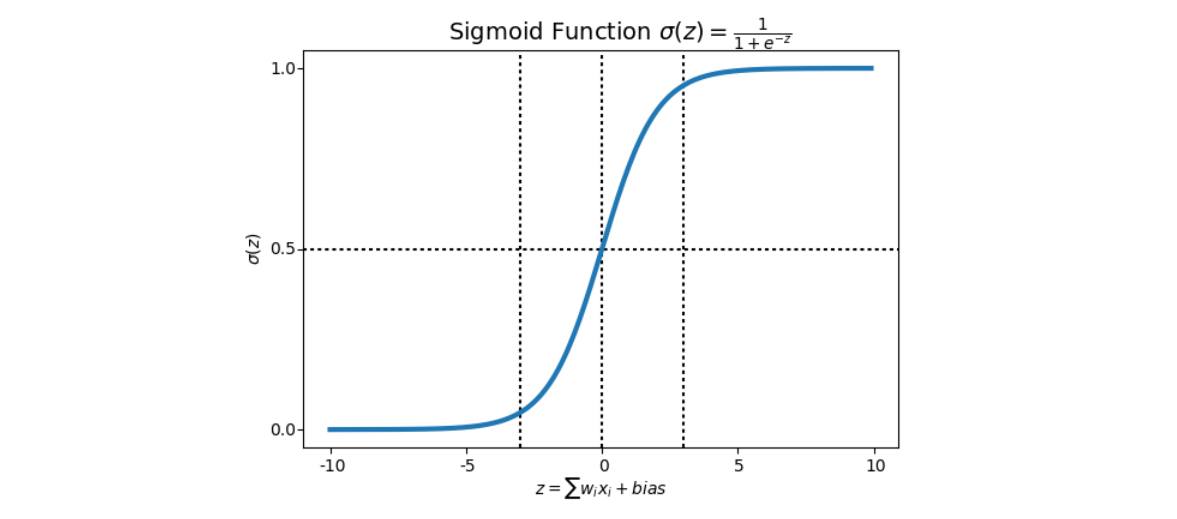 Sigmoid Function σ(z) = 1/(1 + e^{-z})
1.0
0.5
0.0
σ(z)
-10 -5 0 5 10
z = ∑ w_i x_i + bias